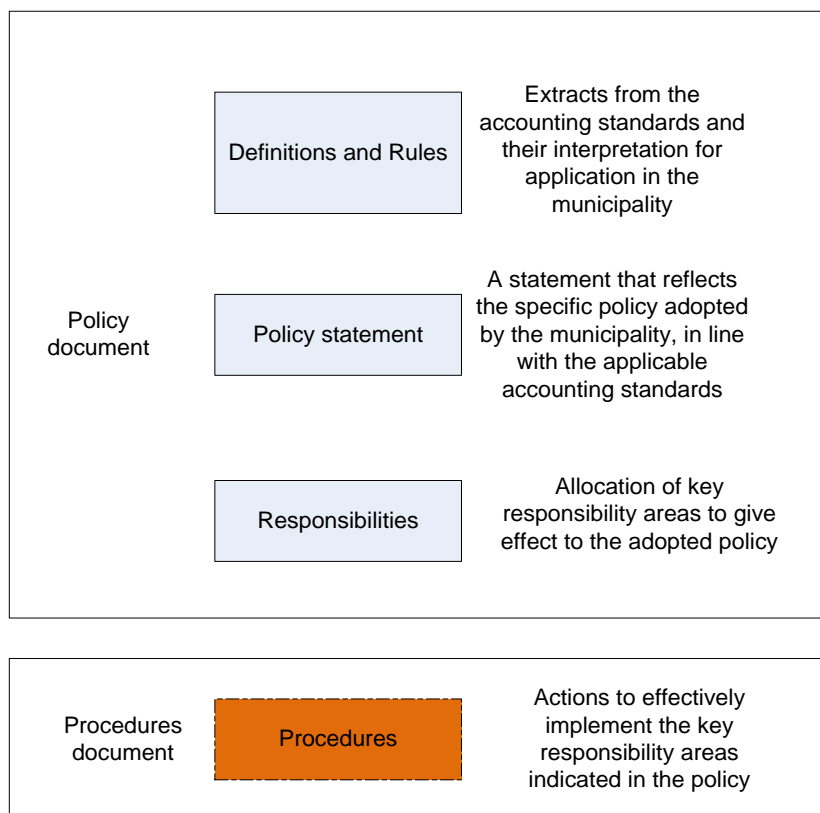 Definitions and Rules
Extracts from the
accounting standards and
their interpretation for
application in the
municipality
Policy
document
Policy statement
A statement that reflects
the specific policy adopted
by the municipality, in line
with the applicable
accounting standards
Responsibilities
Allocation of key
responsibility areas to give
effect to the adopted policy
Procedures
document
Procedures
Actions to effectively
implement the key
responsibility areas
indicated in the policy